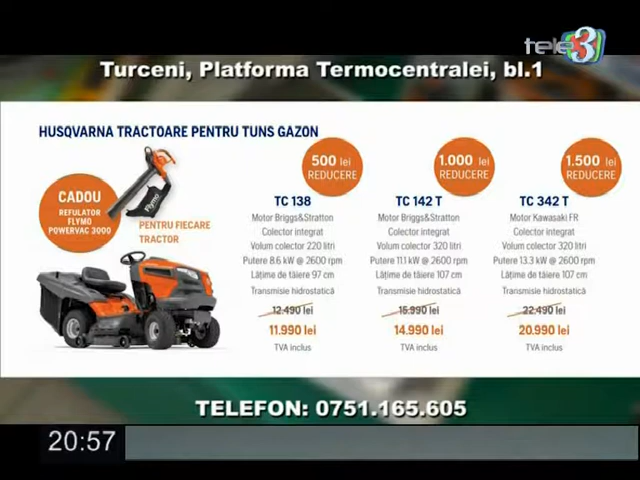 tele3
Turceni, Platforma Termocentralei, bl.1
HUSQVARNA TRACTOARE PENTRU TUNS GAZON
CADOU
REFULATOR
FLYMO
POWERVAC 3000
Flymo
PENTRU FIECARE
TRACTOR
500 lei
REDUCERE
TC 138
Motor Briggs&Stratton
Colector integrat
Volum colector 220 litri
Putere 8.6 kW @ 2600 rpm
Lățime de tăiere 97 cm
Transmisie hidrostatică
12.490 lei
11.990 lei
TVA inclus
1.000 lei
REDUCERE
TC 142 T
Motor Briggs&Stratton
Colector integrat
Volum colector 320 litri
Putere 11.1 kW @ 2600 rpm
Lățime de tăiere 107 cm
Transmisie hidrostatică
15.990 lei
14.990 lei
TVA inclus
1.500 lei
REDUCERE
TC 342 T
Motor Kawasaki FR
Colector integrat
Volum colector 320 litri
Putere 13.3 kW @ 2600 rpm
Lățime de tăiere 107 cm
Transmisie hidrostatică
22.490 lei
20.990 lei
TVA inclus
TELEFON: 0751.165.605
20:57